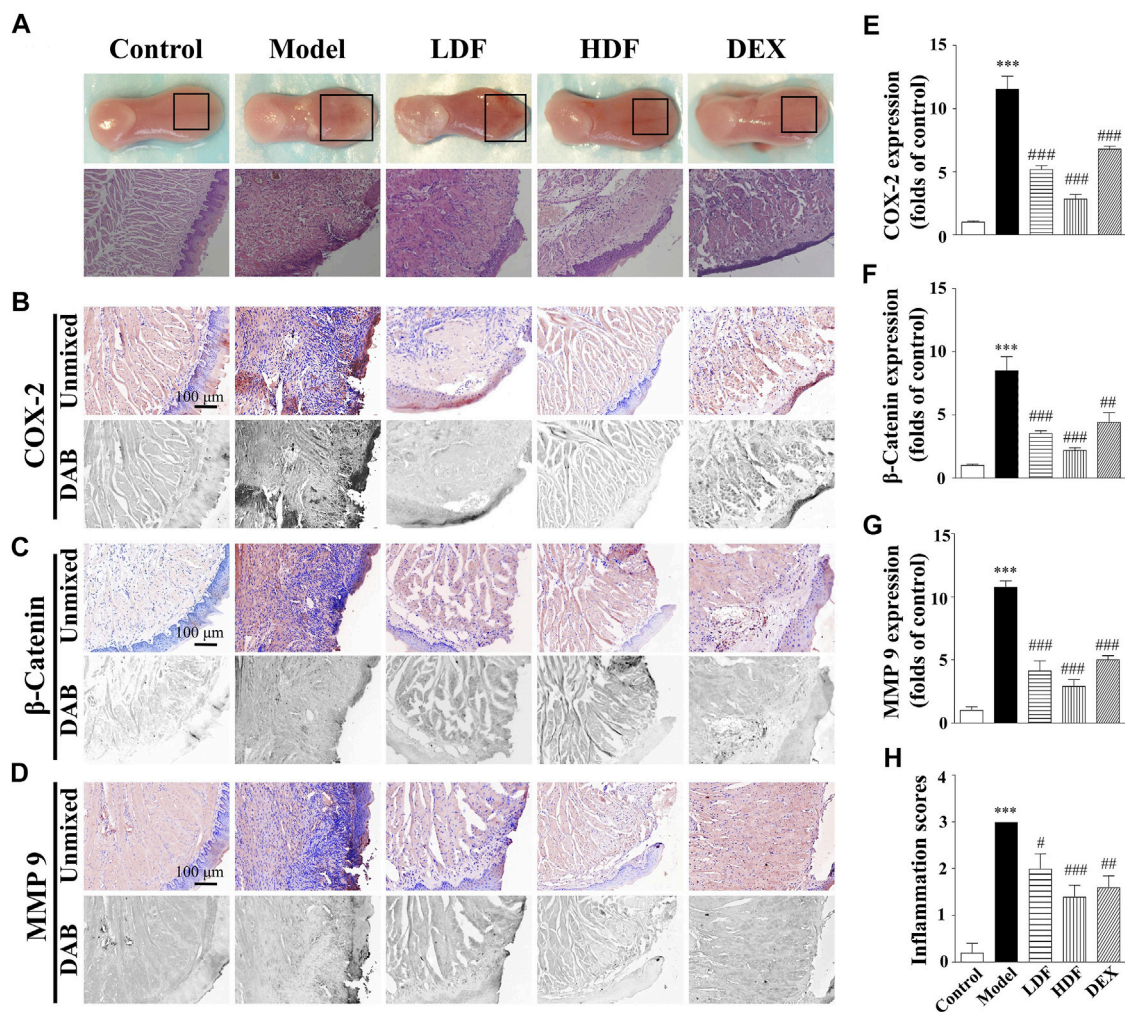 A
Control Model LDF HDF DEX
B
COX-2
Unmixed
100 μm
DAB
C
β-Catenin
Unmixed
100 μm
DAB
D
MMP 9
Unmixed
100 μm
DAB
E
COX-2 expression
(folds of control)
15
10
5
0
***
###
###
###
F
β-Catenin expression
(folds of control)
15
10
5
0
***
###
###
##
G
MMP 9 expression
(folds of control)
15
10
5
0
***
###
###
###
H
Inflammation scores
4
3
2
1
0
***
#
###
##
Control Model LDF HDF DEX